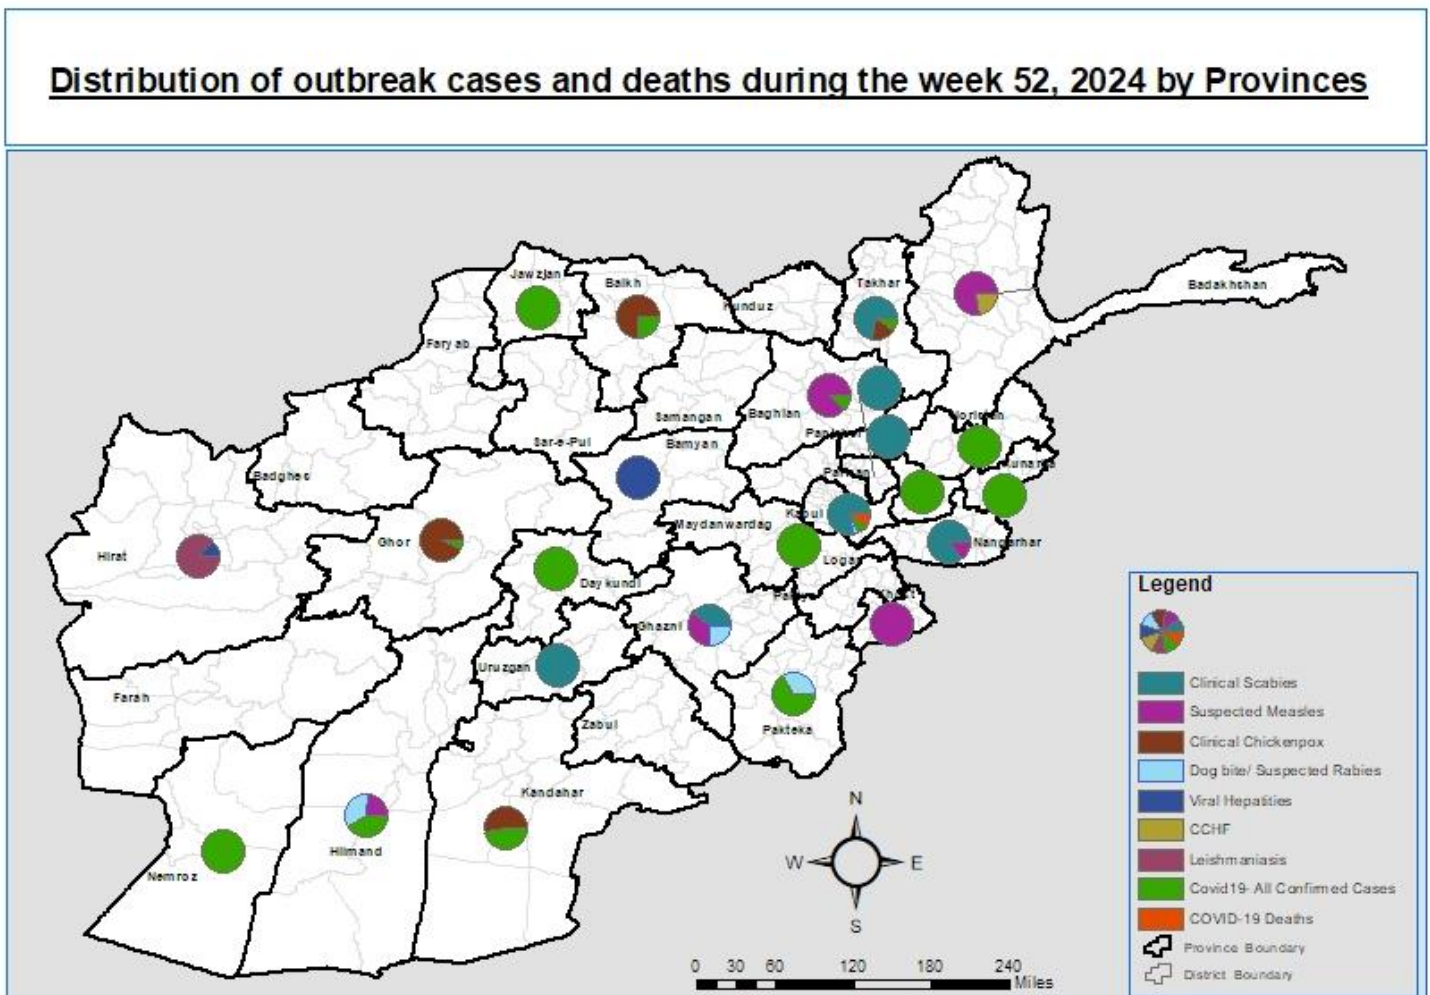 Distribution of outbreak cases and deaths during the week 52, 2024 by Provinces
Jawzjan
Balkh
Kunduz
Takhar
Badakhshan
Faryab
Samangan
Baghlan
Sar-e-Pul
Bamyan
Badghes
Maydanwardag
Kabul
Nangarhar
Hirat
Ghor
Logar
Daykundi
Ghazni
Uruzgan
Farah
Zabul
Pakteka
Kandahar
Hilmand
Nemroz
N
W
E
S
0 30 60 120 180 240
Miles
Legend
Clinical Scabies
Suspected Measles
Clinical Chickenpox
Dog bite/ Suspected Rabies
Viral Hepatities
CCHF
Leishmaniasis
Covid19- All Confirmed Cases
COVID-19 Deaths
Province Boundary
District Boundary